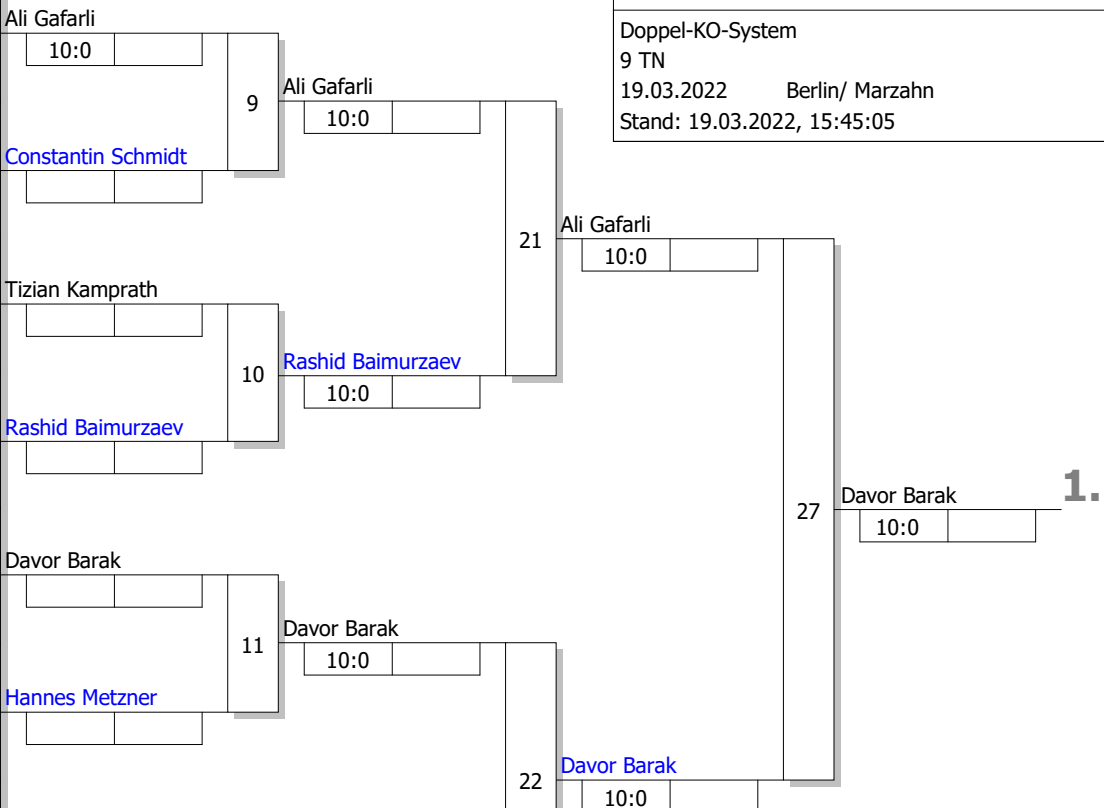 Ali Gafarli
10:0
9
Constantin Schmidt
Ali Gafarli
10:0
Doppel-KO-System
9 TN
19.03.2022 Berlin/ Marzahn
Stand: 19.03.2022, 15:45:05
21
Ali Gafarli
10:0
Tizian Kamprath
10
Rashid Baimurzaev
10:0
Rashid Baimurzaev
27
Davor Barak
10:0
1.
Davor Barak
11
Davor Barak
10:0
Hannes Metzner
22
Davor Barak
10:0